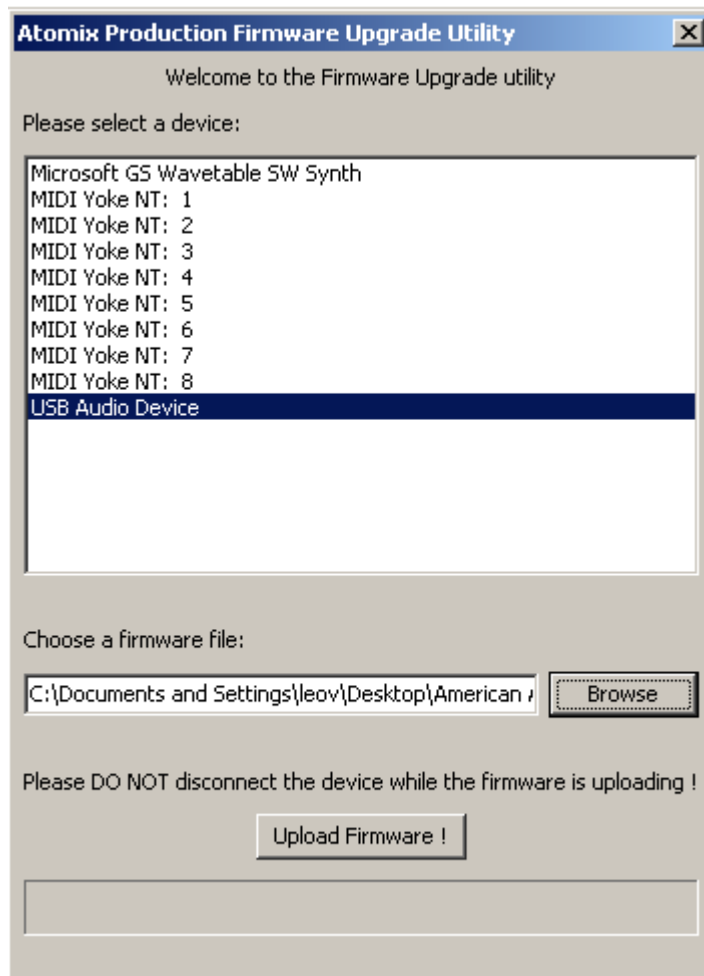 Atomix Production Firmware Upgrade Utility
Welcome to the Firmware Upgrade utility
Please select a device:
Microsoft GS Wavetable SW Synth
MIDI Yoke NT:  1
MIDI Yoke NT:  2
MIDI Yoke NT:  3
MIDI Yoke NT:  4
MIDI Yoke NT:  5
MIDI Yoke NT:  6
MIDI Yoke NT:  7
MIDI Yoke NT:  8
USB Audio Device
Choose a firmware file:
C:\Documents and Settings\leov\Desktop\American
Browse
Please DO NOT disconnect the device while the firmware is uploading !
Upload Firmware !